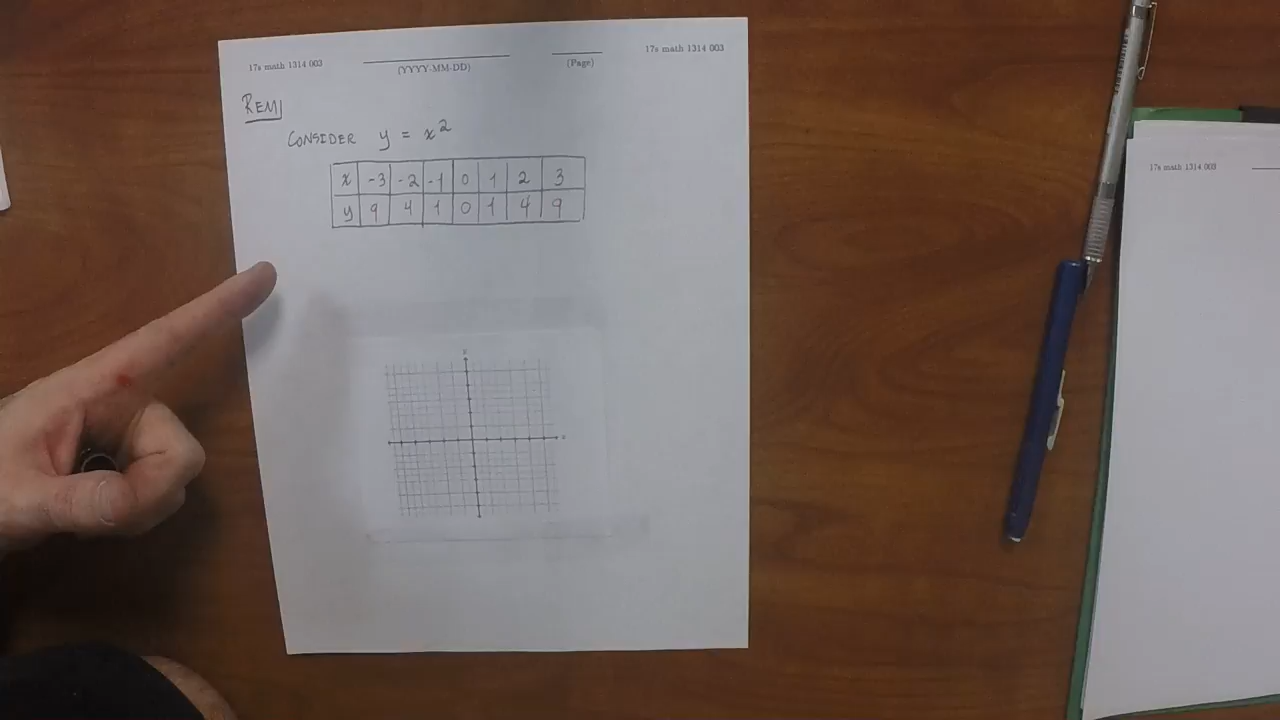 17s math 1314 003
(YYYY-MM-DD)
(Page)
17s math 1314 003
REM
CONSIDER y = x²
x -3 -2 -1 0 1 2 3
y 9 4 1 0 1 4 9
17s math 1314 003